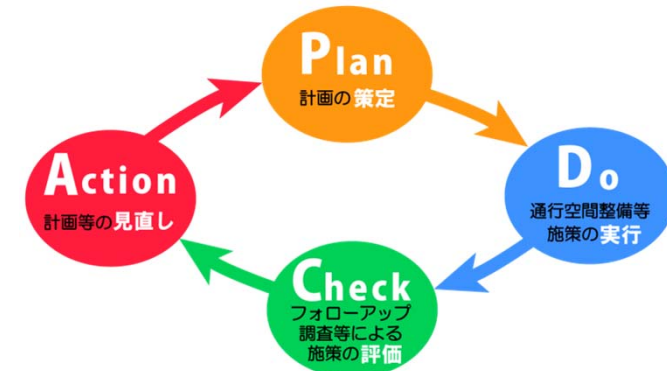 Plan
計画の策定
Do
通行空間整備等
施策の実行
Check
フォローアップ
調査等による
施策の評価
Action
計画等の見直し